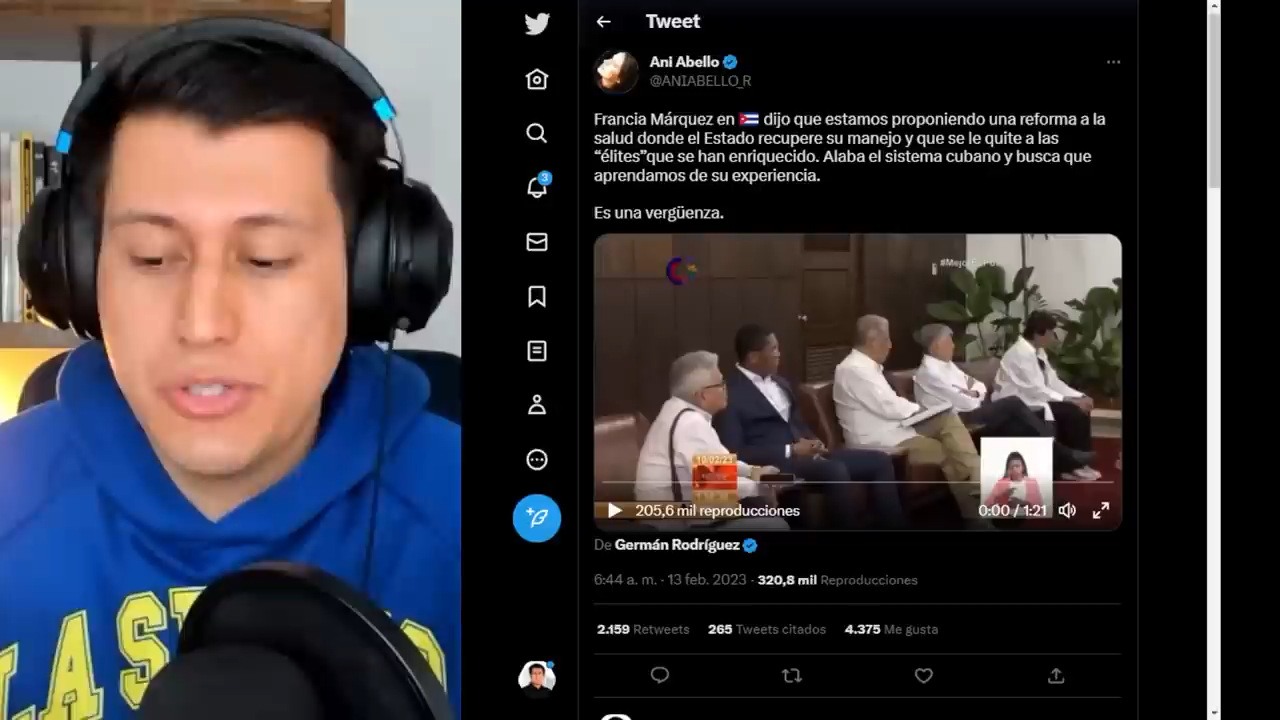 Tweet
Ani Abello
@ANIABELLO_R
Francia Márquez en 🇨🇺 dijo que estamos proponiendo una reforma a la
salud donde el Estado recupere su manejo y que se le quite a las
“élites”que se han enriquecido. Alaba el sistema cubano y busca que
aprendamos de su experiencia.
Es una vergüenza.
3
10/02/23
205,6 mil reproducciones
0:00 / 1:21
De Germán Rodríguez
6:44 a. m. · 13 feb. 2023 · 320,8 mil Reproducciones
2.159 Retweets 265 Tweets citados 4.375 Me gusta